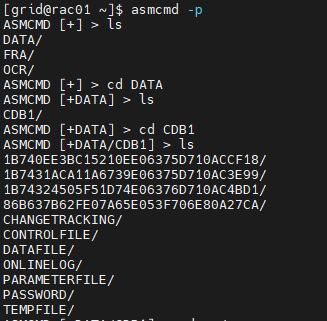 [grid@rac01 ~]$ asmcmd -p
ASMCMD [+] > ls
DATA/
FRA/
OCR/
ASMCMD [+] > cd DATA
ASMCMD [+DATA] > ls
CDB1/
ASMCMD [+DATA] > cd CDB1
ASMCMD [+DATA/CDB1] > ls
1B740EE3BC15210EE06375D710ACCF18/
1B7431ACA11A6739E06375D710AC3E99/
1B74324505F51D74E06376D710AC4BD1/
86B637B62FE07A65E053F706E80A27CA/
CHANGETRACKING/
CONTROLFILE/
DATAFILE/
ONLINELOG/
PARAMETERFILE/
PASSWORD/
TEMPFILE/